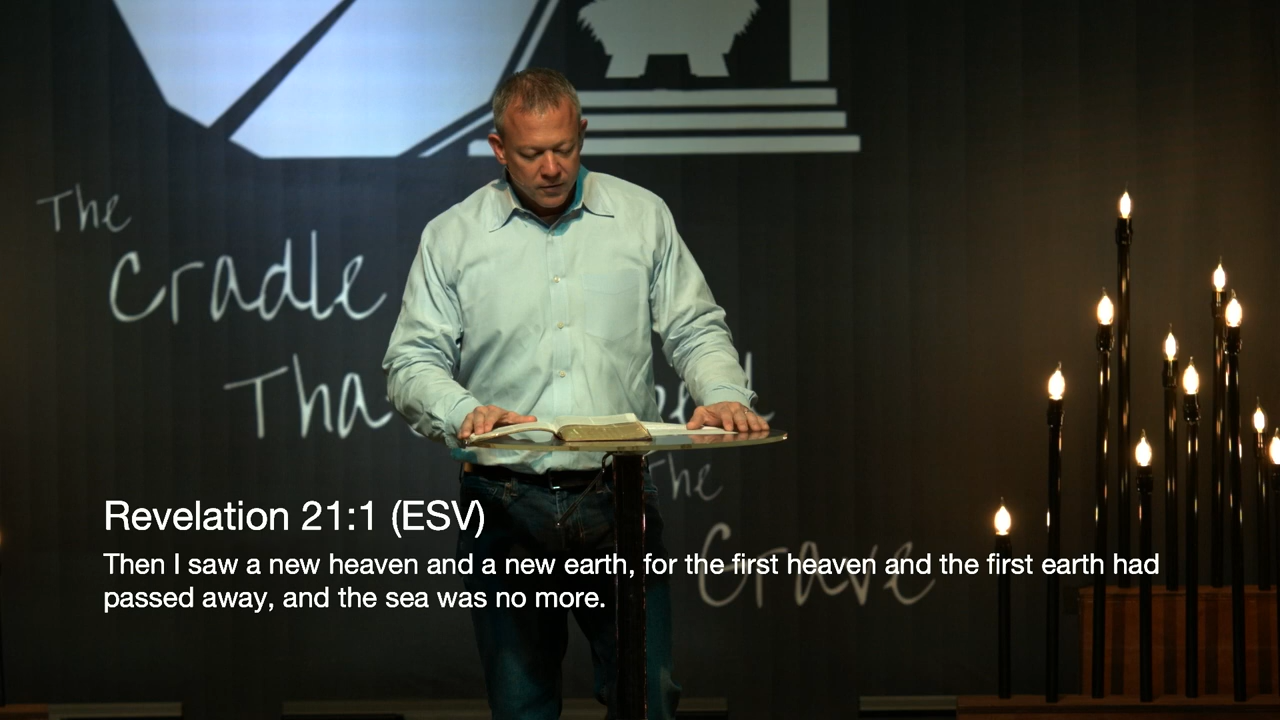 The
Cradle
The
Grave
Revelation 21:1 (ESV)
Then I saw a new heaven and a new earth, for the first heaven and the first earth had
passed away, and the sea was no more.